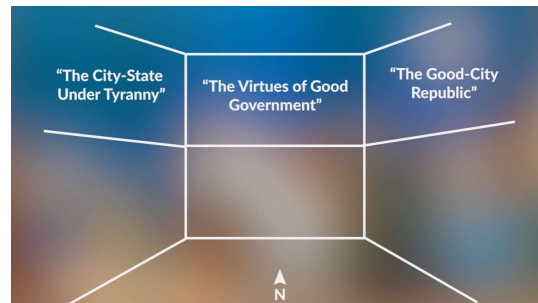 “The City-State
Under Tyranny”
“The Virtues of Good
Government”
“The Good-City
Republic”
N